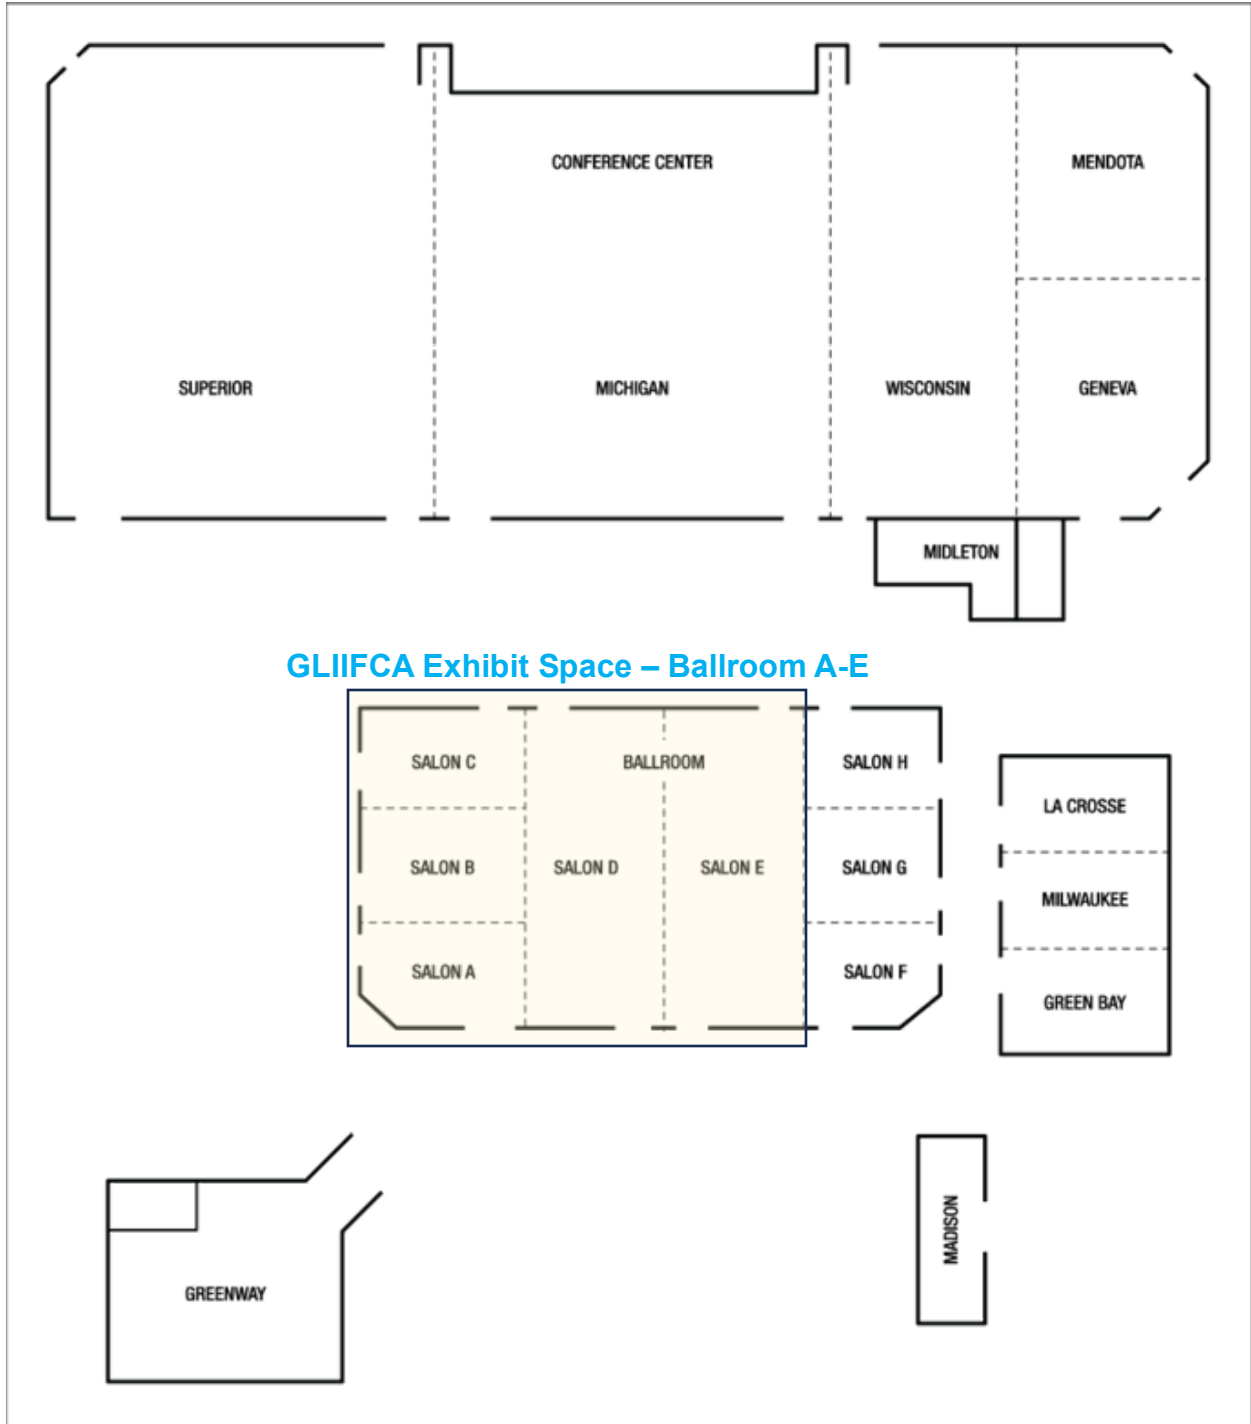 CONFERENCE CENTER
MENDOTA
SUPERIOR
MICHIGAN
WISCONSIN
GENEVA
MIDLETON
GLIIFCA Exhibit Space – Ballroom A-E
SALON C
BALLROOM
SALON H
SALON B
SALON D
SALON E
SALON G
SALON A
SALON F
LA CROSSE
MILWAUKEE
GREEN BAY
GREENWAY
MADISON